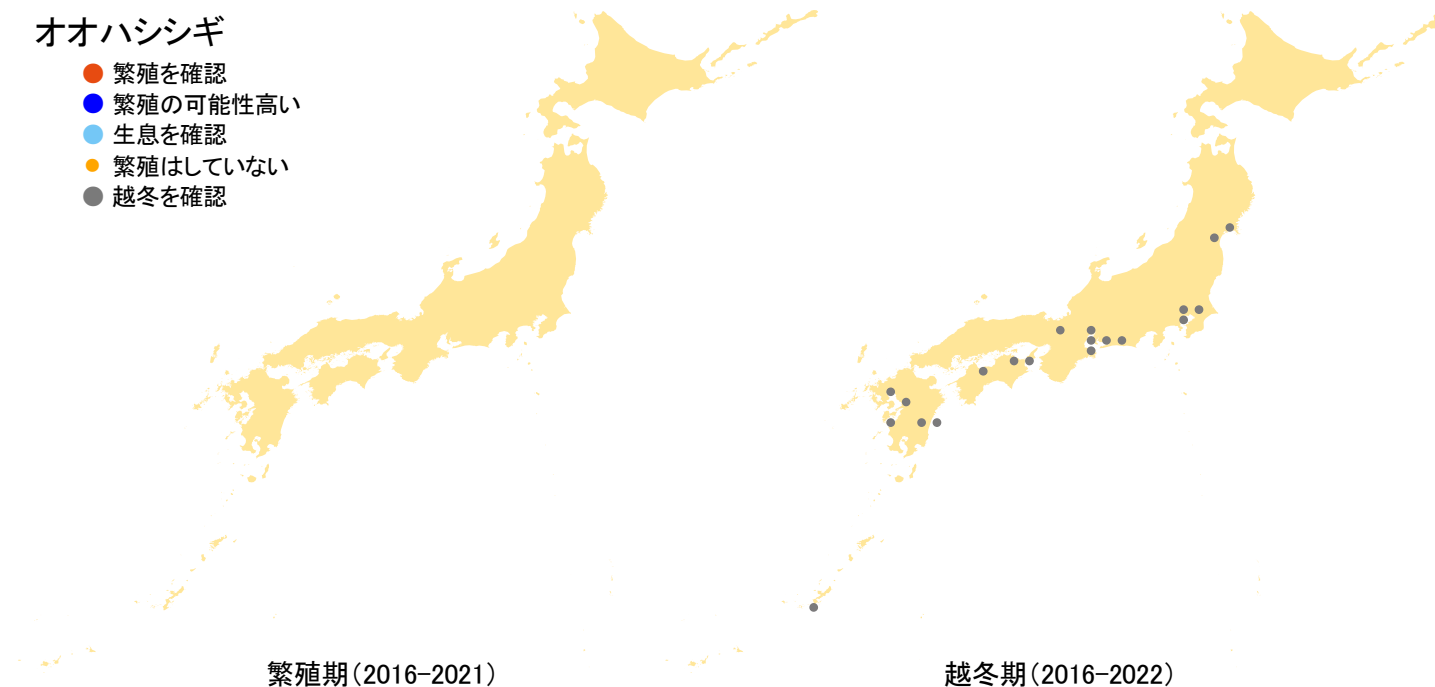 オオハシシギ
繁殖を確認
繁殖の可能性高い
生息を確認
繁殖はしていない
越冬を確認
繁殖期(2016-2021)
越冬期(2016-2022)